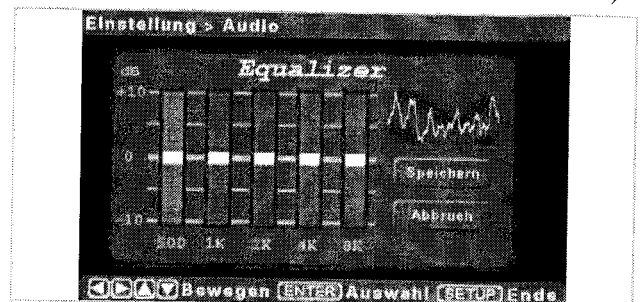 Einstellung > Audio
Equalizer
dB
+10
0
-10
500 1K 2K 4K 8K
Speichern
Abbruch
Bewegen (ENTER) Auswahl (SETUP) Ende